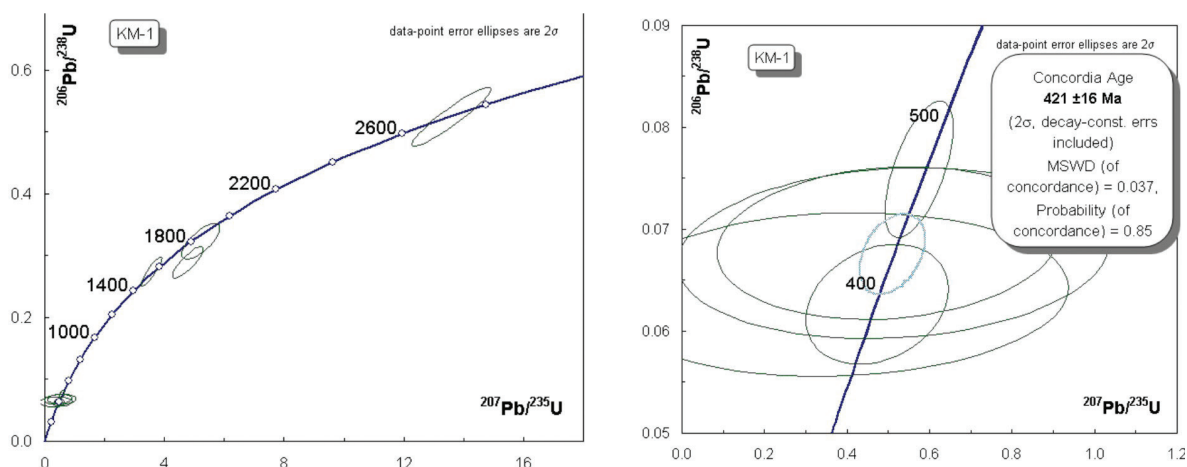 KM-1
data-point error ellipses are 2σ
²⁰⁶Pb/²³⁸U
0.6
0.4
0.2
0.0
2600
2200
1800
1400
1000
²⁰⁷Pb/²³⁵U
0
4
8
12
16
0.09
KM-1
data-point error ellipses are 2σ
²⁰⁶Pb/²³⁸U
Concordia Age
421 ±16 Ma
(2σ, decay-const. errs
included)
MSWD (of
concordance) = 0.037,
Probability (of
concordance) = 0.85
500
400
0.08
0.07
0.06
0.05
²⁰⁷Pb/²³⁵U
0.0
0.2
0.4
0.6
0.8
1.0
1.2